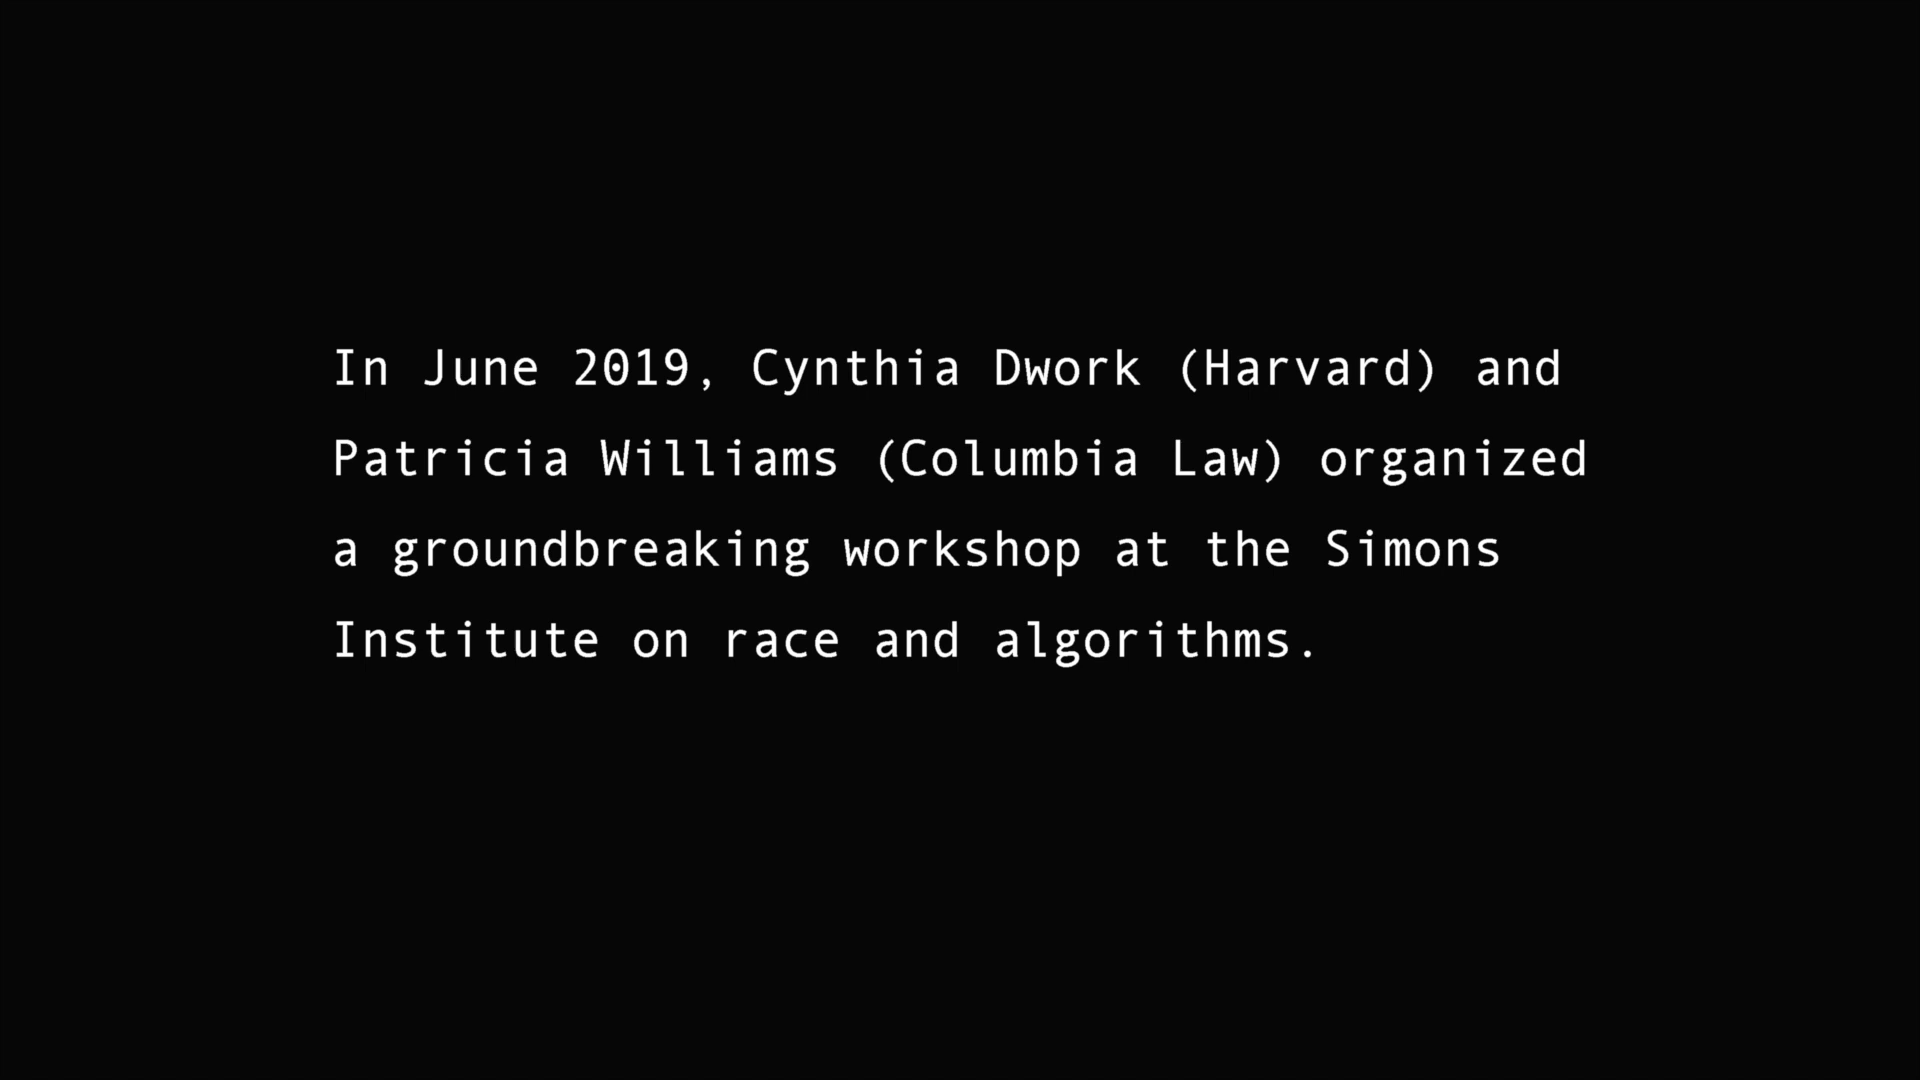 In June 2019, Cynthia Dwork (Harvard) and
Patricia Williams (Columbia Law) organized
a groundbreaking workshop at the Simons
Institute on race and algorithms.